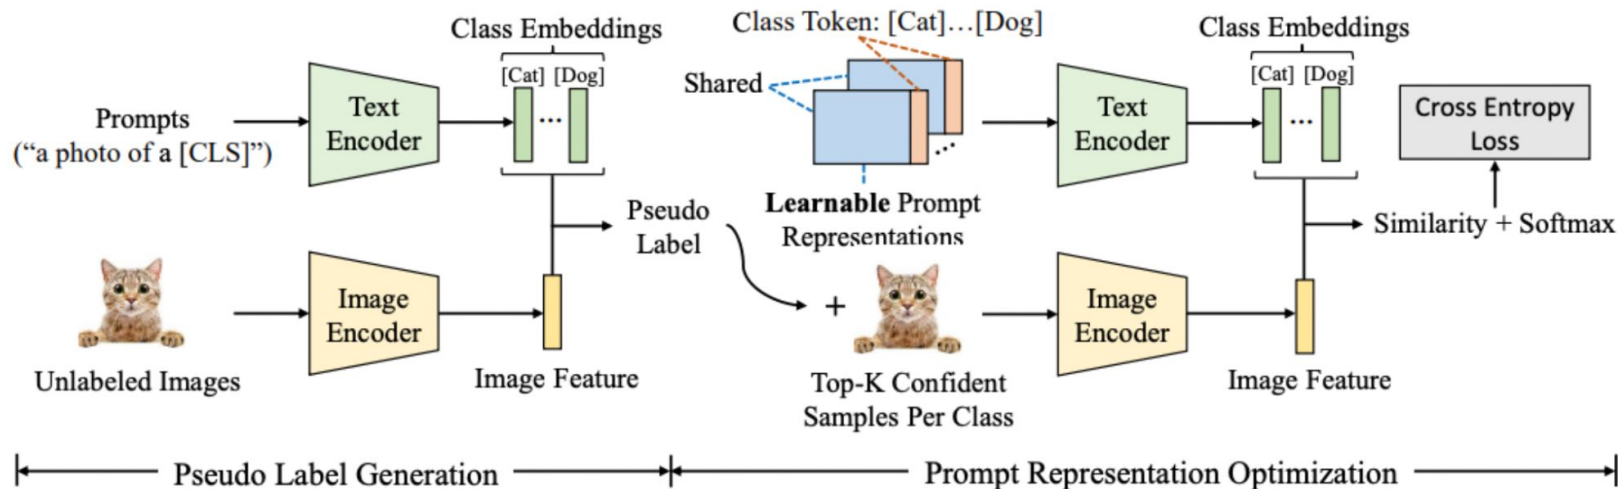 Class Embeddings
[Cat] [Dog]
...
Prompts
(“a photo of a [CLS]”)
Text
Encoder
Pseudo
Label
Unlabeled Images
Image
Encoder
Image Feature
Class Token: [Cat]...[Dog]
Shared
...
Learnable Prompt
Representations
+
Top-K Confident
Samples Per Class
Text
Encoder
Class Embeddings
[Cat] [Dog]
...
Cross Entropy
Loss
Similarity + Softmax
Image
Encoder
Image Feature
Pseudo Label Generation
Prompt Representation Optimization